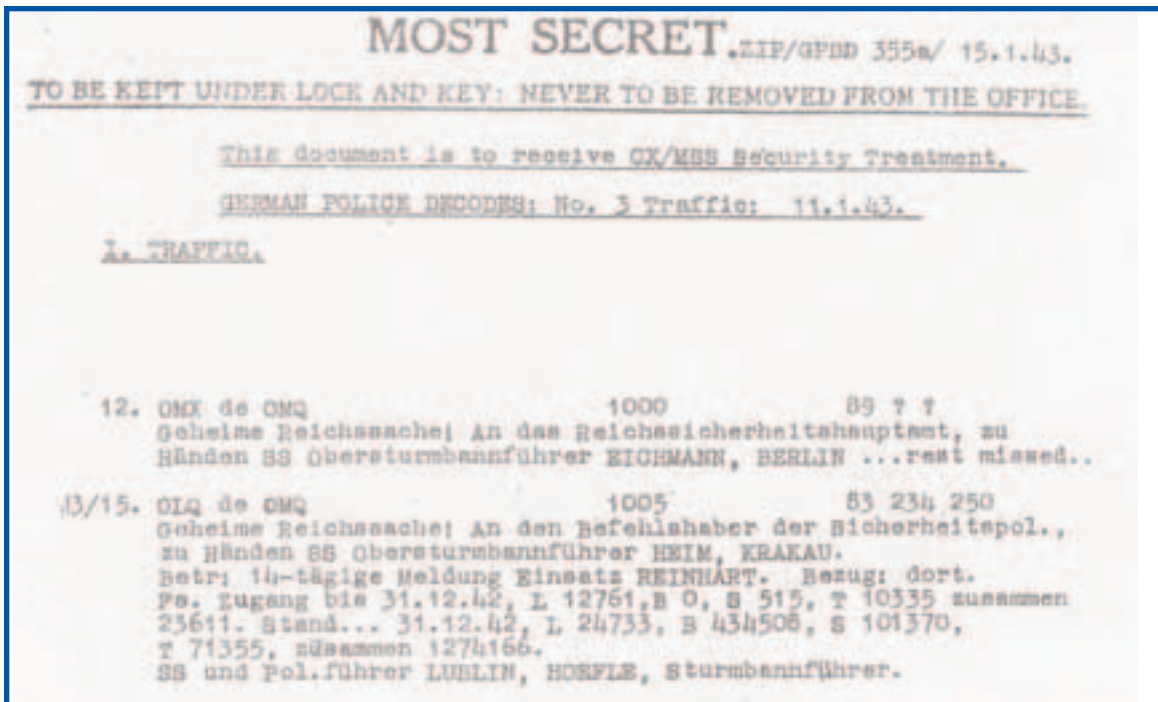 MOST SECRET. ZIP/GPDD 355a/ 15.1.43.
TO BE KEPT UNDER LOCK AND KEY: NEVER TO BE REMOVED FROM THE OFFICE.
This document is to receive CX/MSS Security Treatment.
GERMAN POLICE DECODES: No. 3 Traffic: 11.1.43.
I. TRAFFIC.
12. OMX de OMQ 1000 89 ? ?
Geheime Reichssache! An das Reichssicherheitshauptamt, zu
Händen SS Obersturmbannführer EICHMANN, BERLIN ...rest missed..
13/15. OLQ de OMQ 1005 83 234 250
Geheime Reichssache! An den Befehlshaber der Sicherheitspol.,
zu Händen SS Obersturmbannführer HEIM, KRAKAU.
Betr: 14-tägige Meldung Einsatz REINHART. Bezug: dort.
Fs. Zugang bis 31.12.42, L 12761, B 0, S 515, T 10335 zusammen
23611. Stand... 31.12.42, L 24733, B 434508, S 101370,
T 71355, zusammen 1274166.
SS und Pol.führer LUBLIN, HOEFLE, Sturmbannführer.